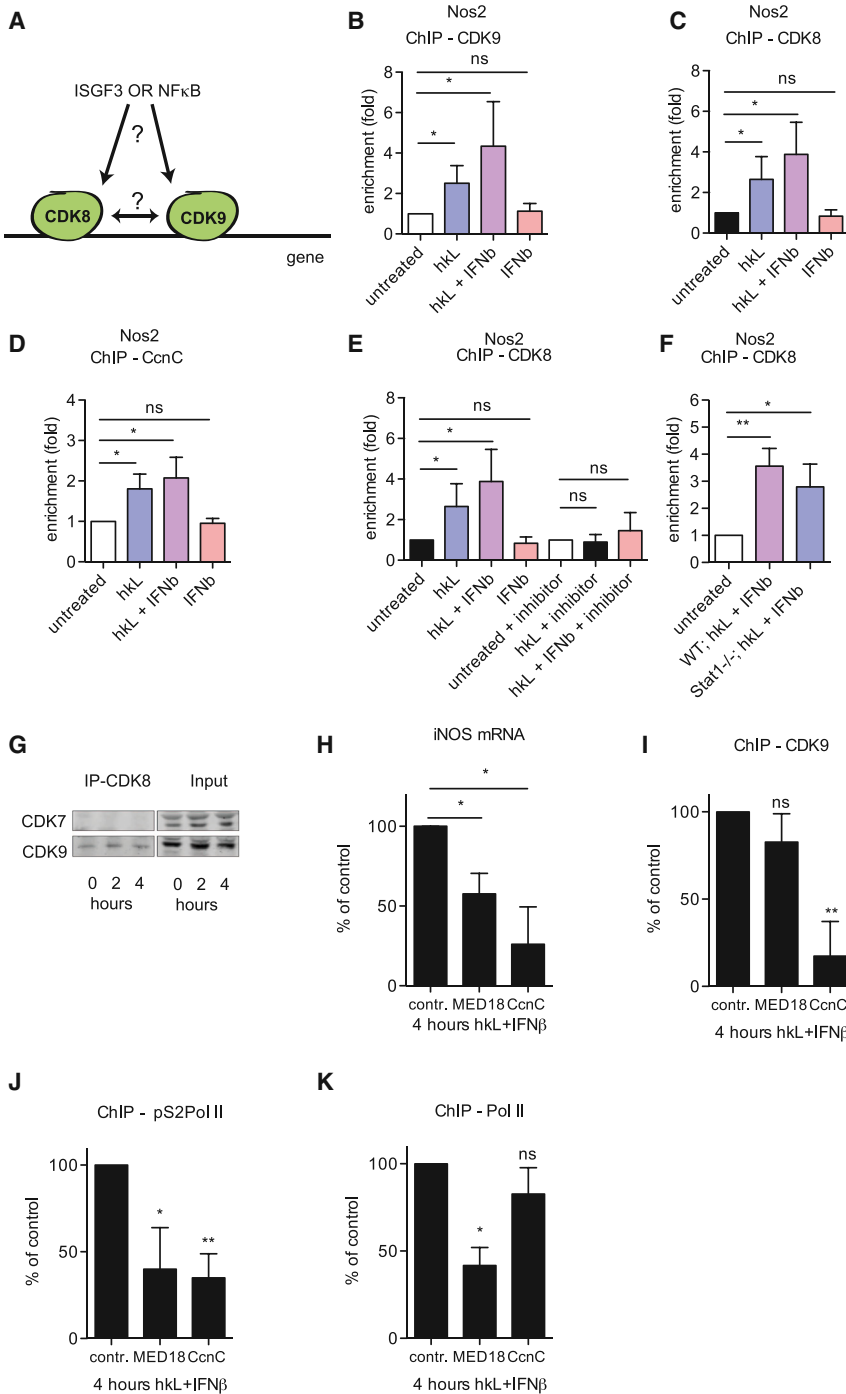 A
ISGF3 OR NFκB
?
?
CDK8
CDK9
gene
B
Nos2
ChIP - CDK9
enrichment (fold)
8
6
4
2
0
ns
*
*
untreated
hkL
hkL + IFNb
IFNb
C
Nos2
ChIP - CDK8
enrichment (fold)
8
6
4
2
0
ns
*
*
untreated
hkL
hkL + IFNb
IFNb
D
Nos2
ChIP - CcnC
enrichment (fold)
4
3
2
1
0
ns
*
*
untreated
hkL
hkL + IFNb
IFNb
E
Nos2
ChIP - CDK8
enrichment (fold)
8
6
4
2
0
ns
*
*
ns
ns
untreated
hkL
hkL + IFNb
IFNb
untreated + inhibitor
hkL + inhibitor
hkL + IFNb + inhibitor
F
Nos2
ChIP - CDK8
enrichment (fold)
6
5
4
3
2
1
0
*
**
untreated
WT; hkL + IFNb
Stat1-/-; hkL + IFNb
G
IP-CDK8 Input
CDK7
CDK9
0 2 4 0 2 4
hours hours
H
iNOS mRNA
% of control
100
50
0
*
*
contr. MED18 CcnC
4 hours hkL+IFNβ
I
ChIP - CDK9
% of control
100
50
0
ns
**
contr. MED18 CcnC
4 hours hkL+IFNβ
J
ChIP - pS2Pol II
% of control
100
50
0
*
**
contr. MED18 CcnC
4 hours hkL+IFNβ
K
ChIP - Pol II
% of control
100
50
0
*
ns
contr. MED18 CcnC
4 hours hkL+IFNβ